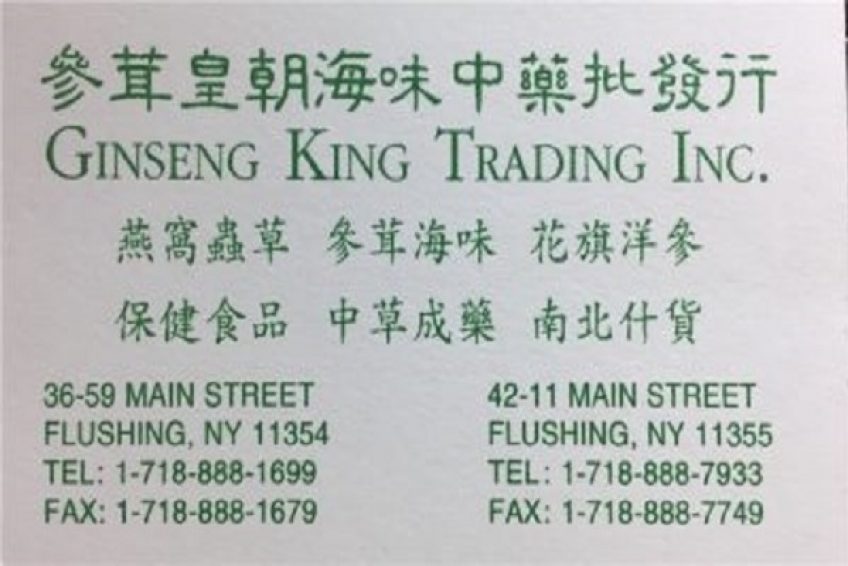 參茸皇朝海味中藥批發行
GINSENG KING TRADING INC.
燕窩蟲草 參茸海味 花旗洋參
保健食品 中草成藥 南北什貨
36-59 MAIN STREET
FLUSHING, NY 11354
TEL: 1-718-888-1699
FAX: 1-718-888-1679
42-11 MAIN STREET
FLUSHING, NY 11355
TEL: 1-718-888-7933
FAX: 1-718-888-7749